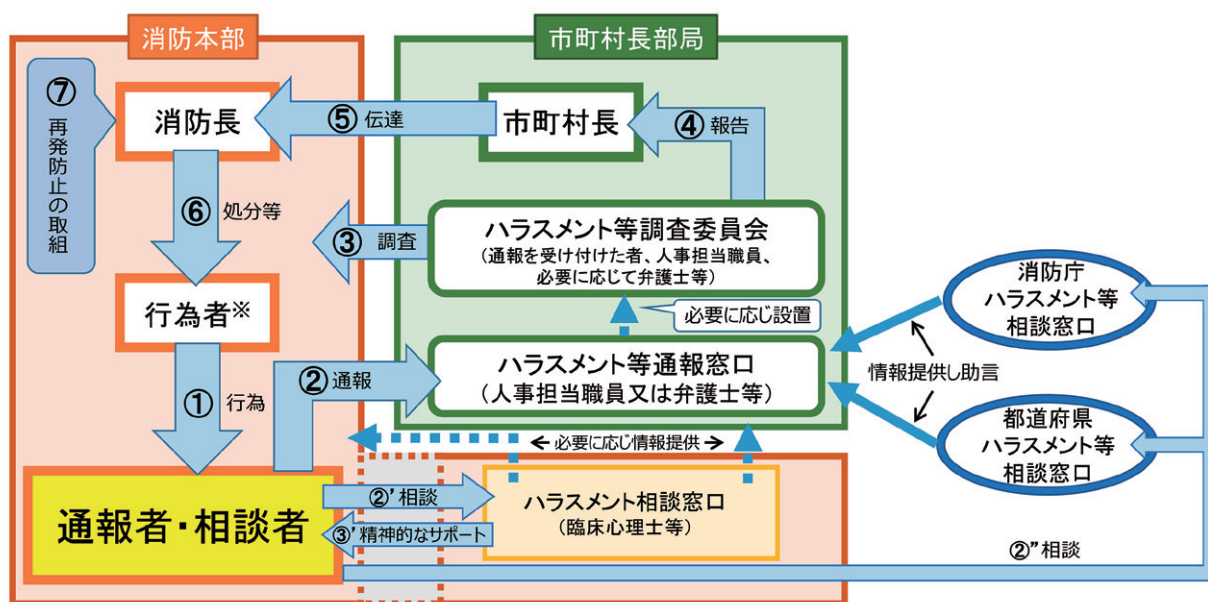 消防本部
市町村長部局
⑦
再発防止の取組
消防長
⑤ 伝達
市町村長
④ 報告
⑥ 処分等
③ 調査
ハラスメント等調査委員会
(通報を受け付けた者、人事担当職員、
必要に応じて弁護士等)
行為者※
必要に応じ設置
消防庁
ハラスメント等
相談窓口
① 行為
② 通報
ハラスメント等通報窓口
(人事担当職員又は弁護士等)
情報提供し助言
都道府県
ハラスメント等
相談窓口
必要に応じ情報提供
通報者・相談者
②’相談
③’精神的なサポート
ハラスメント相談窓口
(臨床心理士等)
②”相談